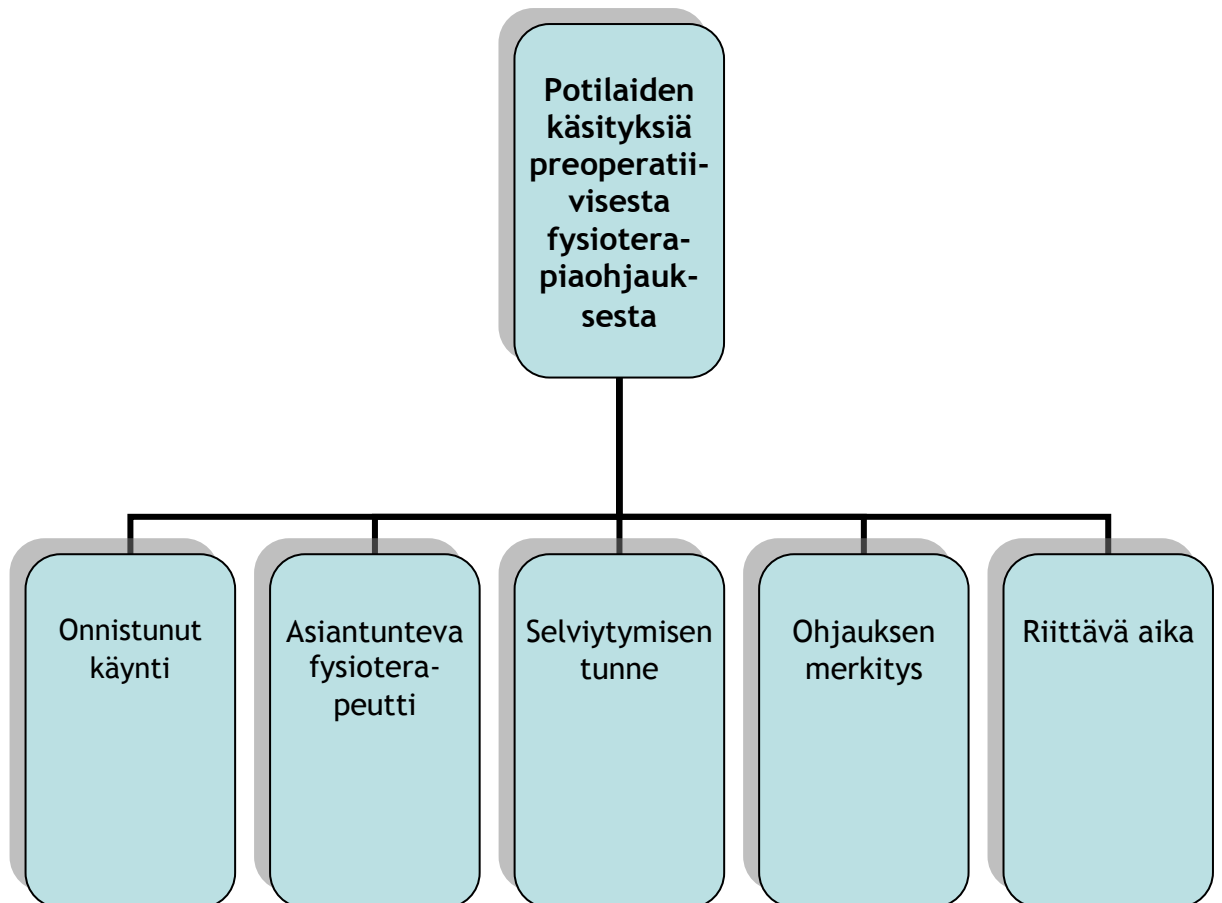 Potilaiden
käsityksiä
preoperatii-
visesta
fysiotera-
piaohjauk-
sesta
Onnistunut
käynti
Asiantunteva
fysiotera-
peutti
Selviytymisen
tunne
Ohjauksen
merkitys
Riittävä aika